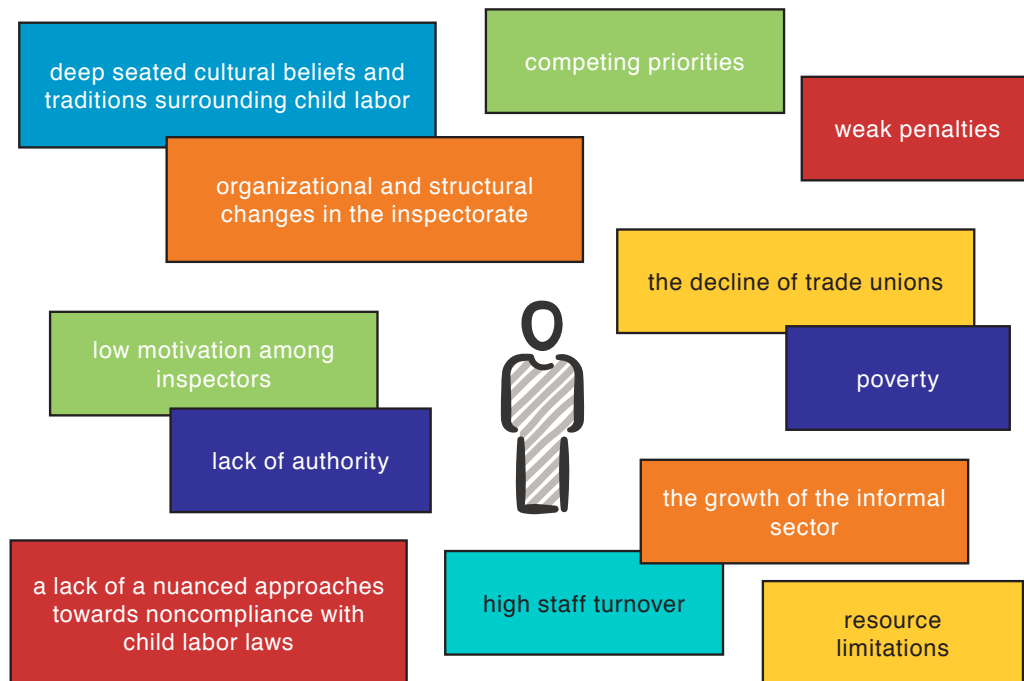 deep seated cultural beliefs and
traditions surrounding child labor
competing priorities
weak penalties
organizational and structural
changes in the inspectorate
the decline of trade unions
low motivation among
inspectors
poverty
lack of authority
the growth of the informal
sector
a lack of a nuanced approaches
towards noncompliance with
child labor laws
high staff turnover
resource
limitations